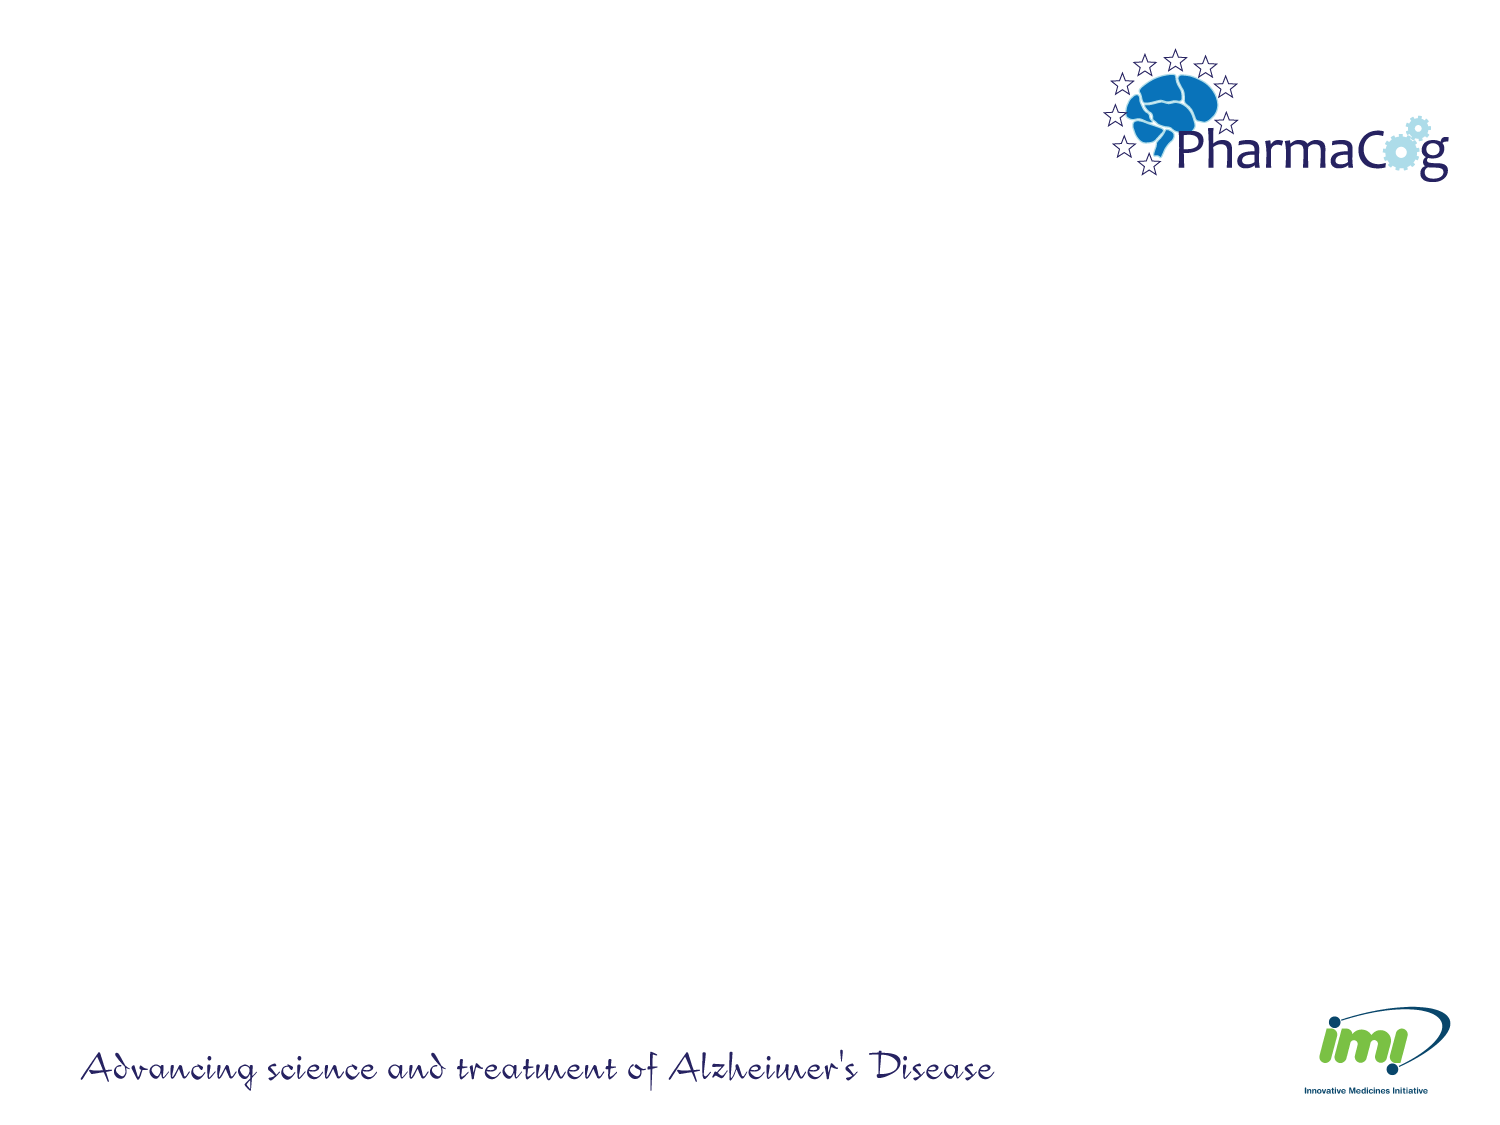 PharmaCog
Advancing science and treatment of Alzheimer's Disease
imi
Innovative Medicines Initiative